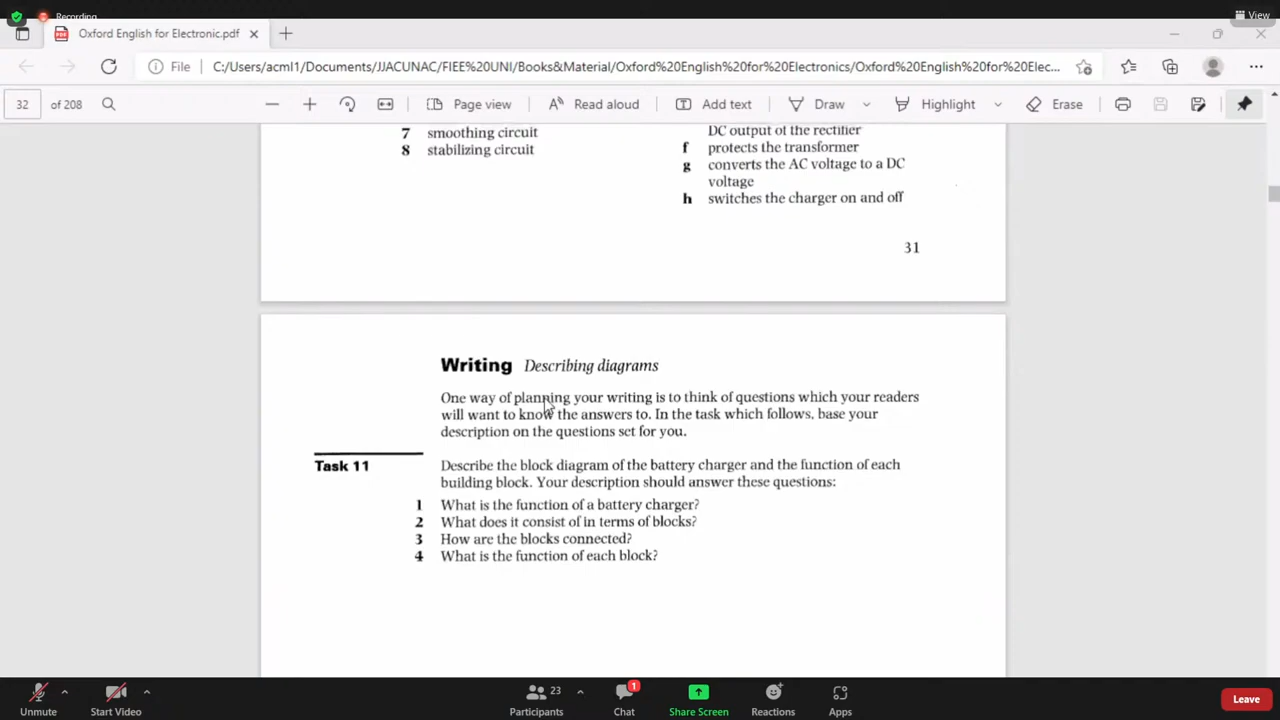 Recording
View
Oxford English for Electronic.pdf
File
C:/Users/acml1/Documents/JJACUNAC/FIEE%20UNI/Books&Material/Oxford%20English%20for%20Electronics/Oxford%20English%20for%20Elec...
32 of 208
Page view
Read aloud
Add text
Draw
Highlight
Erase
7 smoothing circuit
8 stabilizing circuit
DC output of the rectifier
f protects the transformer
g converts the AC voltage to a DC
voltage
h switches the charger on and off
31
Writing Describing diagrams
One way of planning your writing is to think of questions which your readers
will want to know the answers to. In the task which follows, base your
description on the questions set for you.
Task 11
Describe the block diagram of the battery charger and the function of each
building block. Your description should answer these questions:
1 What is the function of a battery charger?
2 What does it consist of in terms of blocks?
3 How are the blocks connected?
4 What is the function of each block?
Unmute
Start Video
23
Participants
1
Chat
Share Screen
Reactions
Apps
Leave